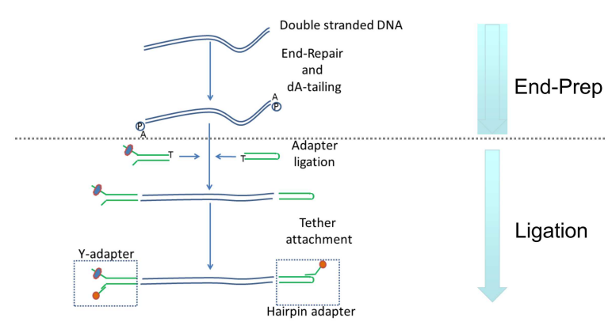 Double stranded DNA
End-Repair
and
dA-tailing
End-Prep
A
P
P
A
Adapter
ligation
T
T
Ligation
Tether
attachment
Y-adapter
Hairpin adapter